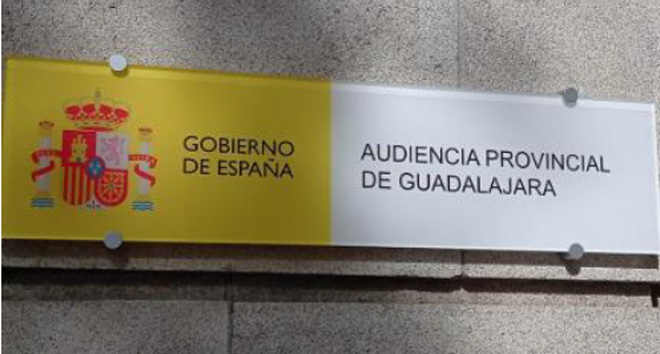 GOBIERNO
DE ESPAÑA
AUDIENCIA PROVINCIAL
DE GUADALAJARA